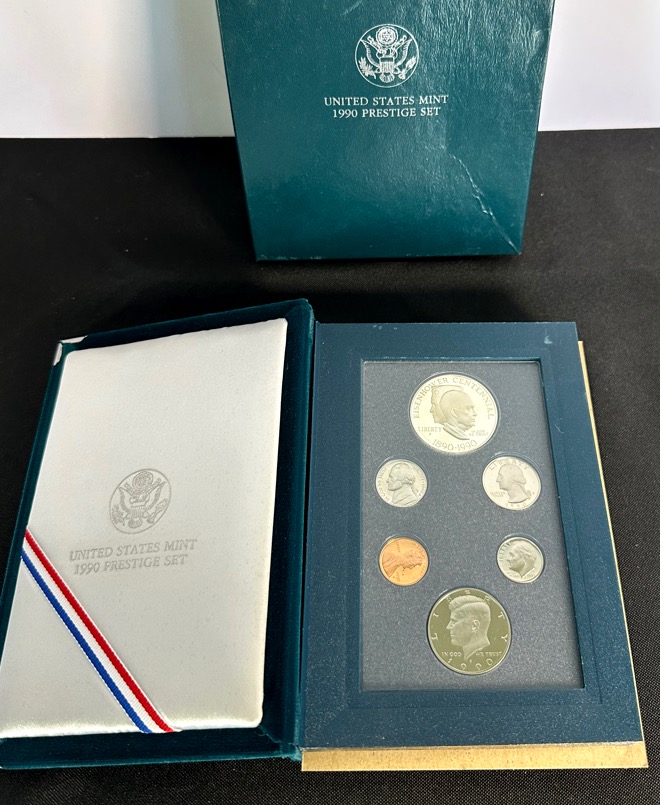 UNITED STATES MINT
1990 PRESTIGE SET
UNITED STATES MINT
1990 PRESTIGE SET
EISENHOWER CENTENNIAL
LIBERTY
1890-1990
LIBERTY
LIBERTY
IN GOD WE TRUST
1990